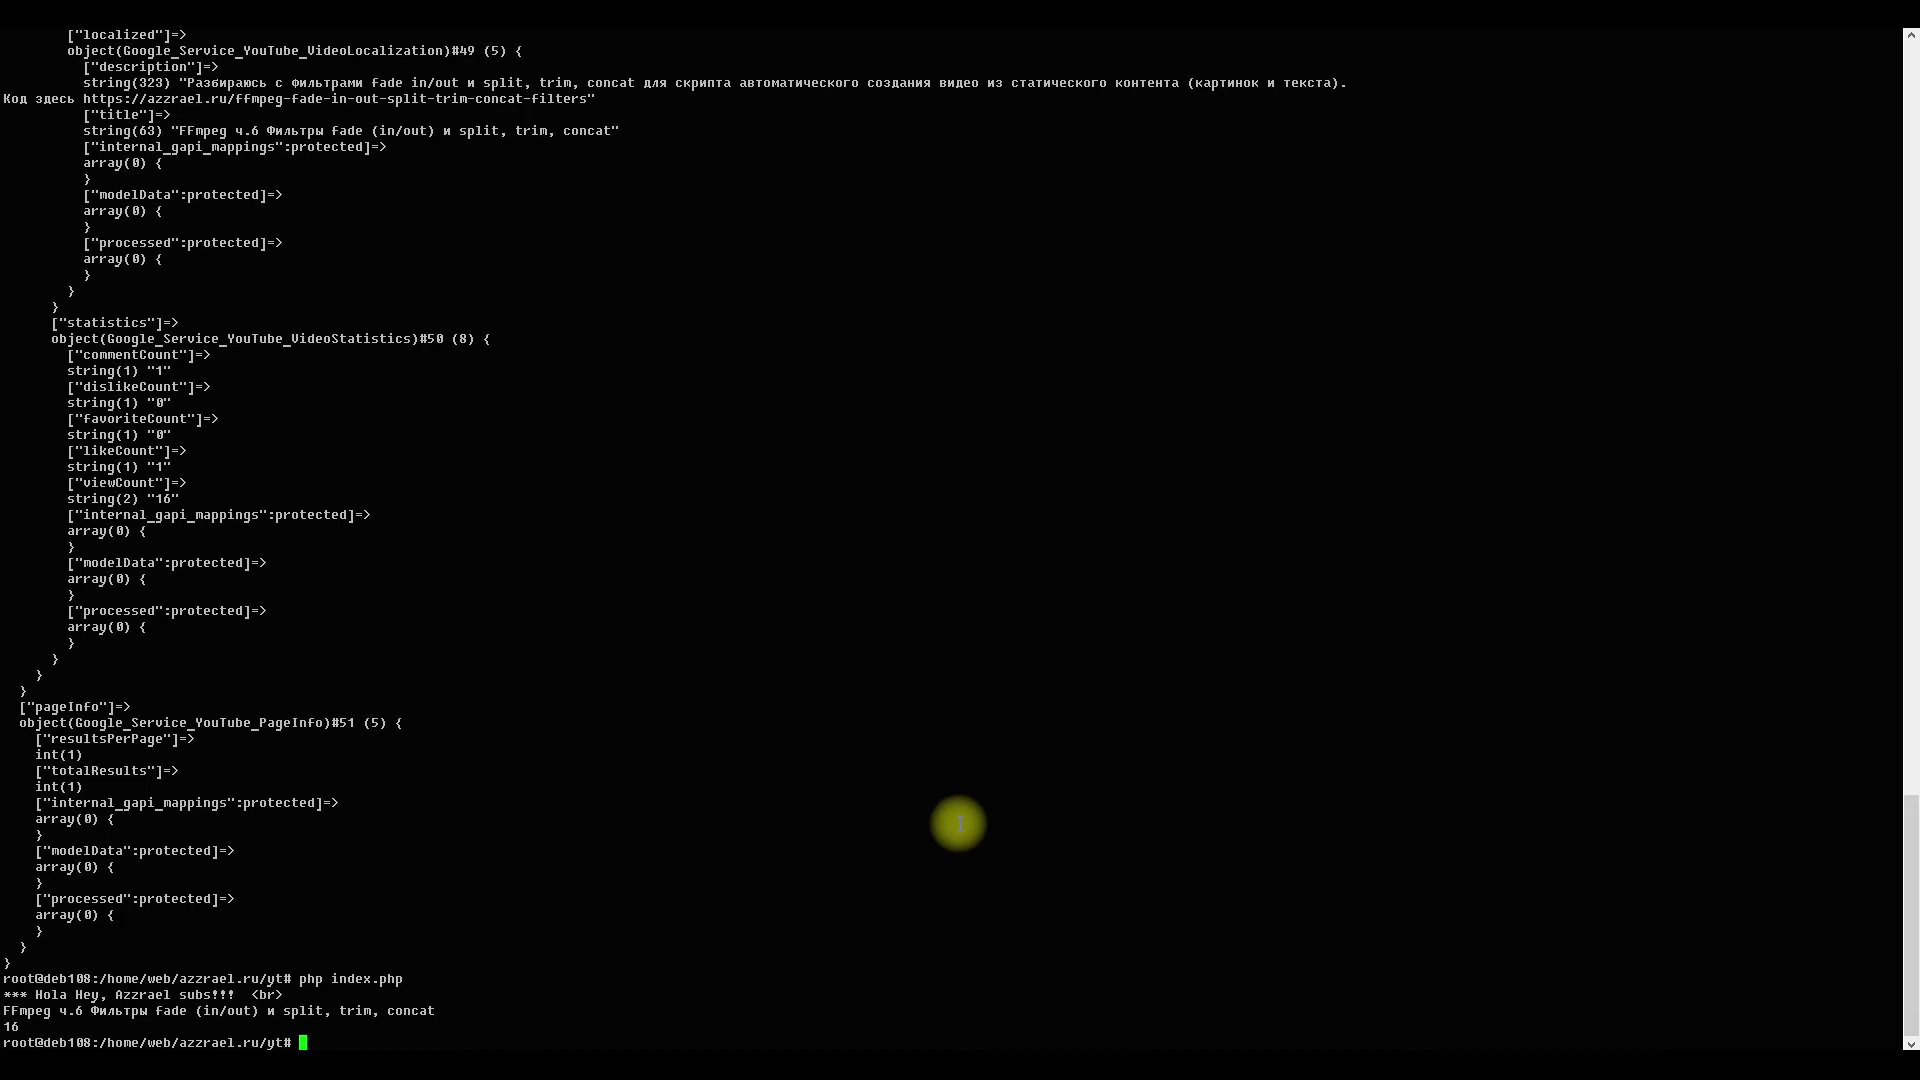 ["localized"]=>
object(Google_Service_YouTube_VideoLocalization)#49 (5) {
["description"]=>
string(323) "Разбираюсь с фильтрами fade in/out и split, trim, concat для скрипта автоматического создания видео из статического контента (картинок и текста).
Код здесь https://azzrael.ru/ffmpeg-fade-in-out-split-trim-concat-filters"
["title"]=>
string(63) "FFmpeg ч.6 Фильтры fade (in/out) и split, trim, concat"
["internal_gapi_mappings":protected]=>
array(0) {
}
["modelData":protected]=>
array(0) {
}
["processed":protected]=>
array(0) {
}
}
}
["statistics"]=>
object(Google_Service_YouTube_VideoStatistics)#50 (8) {
["commentCount"]=>
string(1) "1"
["dislikeCount"]=>
string(1) "0"
["favoriteCount"]=>
string(1) "0"
["likeCount"]=>
string(1) "1"
["viewCount"]=>
string(2) "16"
["internal_gapi_mappings":protected]=>
array(0) {
}
["modelData":protected]=>
array(0) {
}
["processed":protected]=>
array(0) {
}
}
}
}
["pageInfo"]=>
object(Google_Service_YouTube_PageInfo)#51 (5) {
["resultsPerPage"]=>
int(1)
["totalResults"]=>
int(1)
["internal_gapi_mappings":protected]=>
array(0) {
}
["modelData":protected]=>
array(0) {
}
["processed":protected]=>
array(0) {
}
}
}
root@deb108:/home/web/azzrael.ru/yt# php index.php
*** Hola Hey, Azzrael subs!!! <br>
FFmpeg ч.6 Фильтры fade (in/out) и split, trim, concat
16
root@deb108:/home/web/azzrael.ru/yt#